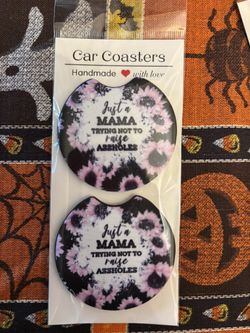 Car Coasters
Handmade with love
Just a
MAMA
TRYING NOT TO
raise
ASSHOLES
Just a
MAMA
TRYING NOT TO
raise
ASSHOLES